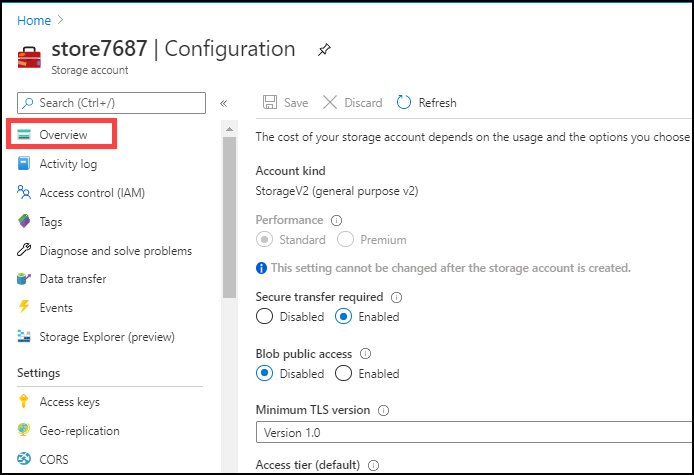 Home >
store7687 | Configuration
Storage account
Search (Ctrl+/)
«
Save
Discard
Refresh
Overview
Activity log
Access control (IAM)
Tags
Diagnose and solve problems
Data transfer
Events
Storage Explorer (preview)
Settings
Access keys
Geo-replication
CORS
The cost of your storage account depends on the usage and the options you choose
Account kind
StorageV2 (general purpose v2)
Performance
Standard
Premium
This setting cannot be changed after the storage account is created.
Secure transfer required
Disabled
Enabled
Blob public access
Disabled
Enabled
Minimum TLS version
Version 1.0
Access tier (default)